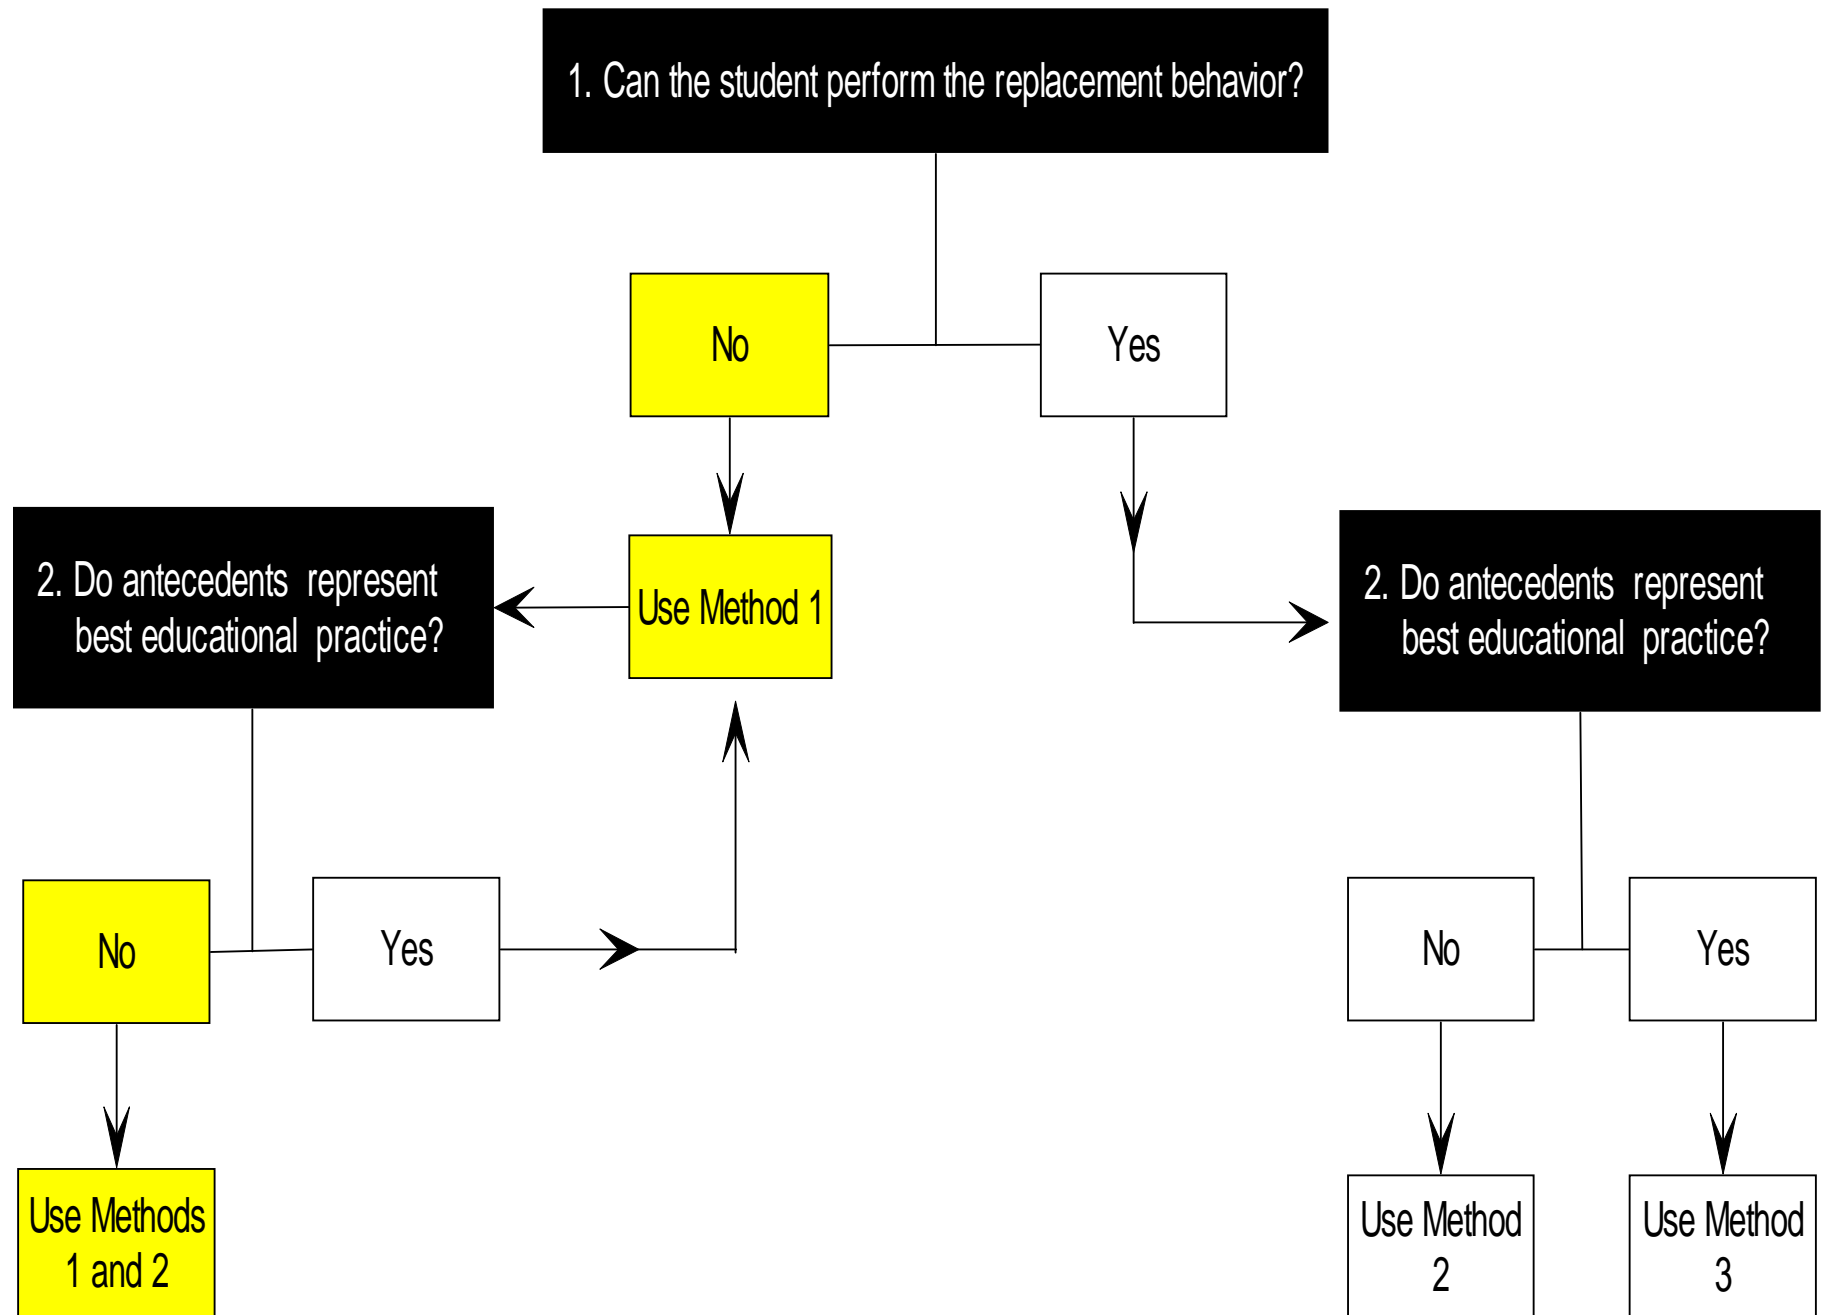 1. Can the student perform the replacement behavior?
No
Yes
2. Do antecedents represent
best educational practice?
Use Method 1
2. Do antecedents represent
best educational practice?
No
Yes
No
Yes
Use Methods
1 and 2
Use Method
2
Use Method
3